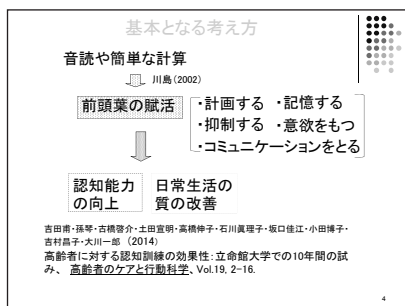 基本となる考え方
音読や簡単な計算
川島(2002)
前頭葉の賦活
・計画する ・記憶する
・抑制する ・意欲をもつ
・コミュニケーションをとる
認知能力
の向上
日常生活の
質の改善
吉田甫・孫琴・古橋啓介・土田宣明・高橋伸子・石川眞理子・坂口佳江・小田博子・
吉村昌子・大川一郎 (2014)
高齢者に対する認知訓練の効果性:立命館大学での10年間の試
み、 高齢者のケアと行動科学、Vol.19, 2-16.
4